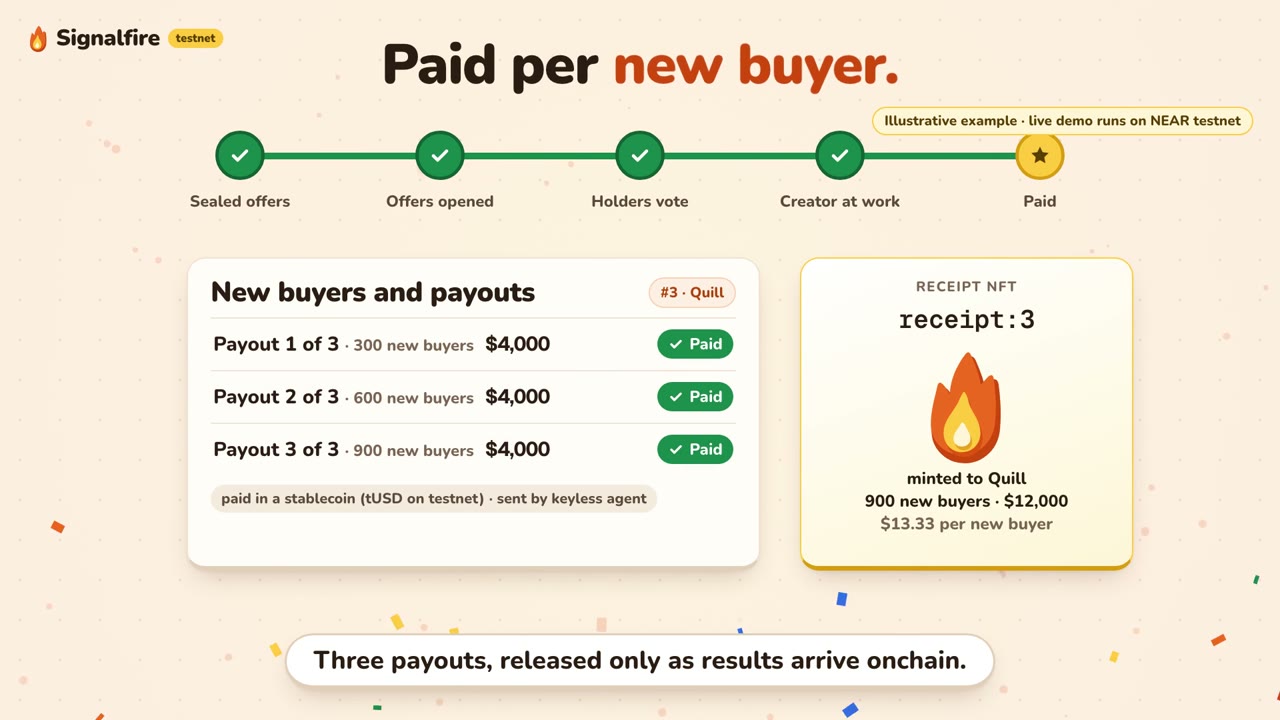 Signalfire testnet
Paid per new buyer.
Illustrative example · live demo runs on NEAR testnet
Sealed offers
Offers opened
Holders vote
Creator at work
Paid
New buyers and payouts
#3 · Quill
Payout 1 of 3 · 300 new buyers $4,000 Paid
Payout 2 of 3 · 600 new buyers $4,000 Paid
Payout 3 of 3 · 900 new buyers $4,000 Paid
paid in a stablecoin (tUSD on testnet) · sent by keyless agent
RECEIPT NFT
receipt:3
minted to Quill
900 new buyers · $12,000
$13.33 per new buyer
Three payouts, released only as results arrive onchain.